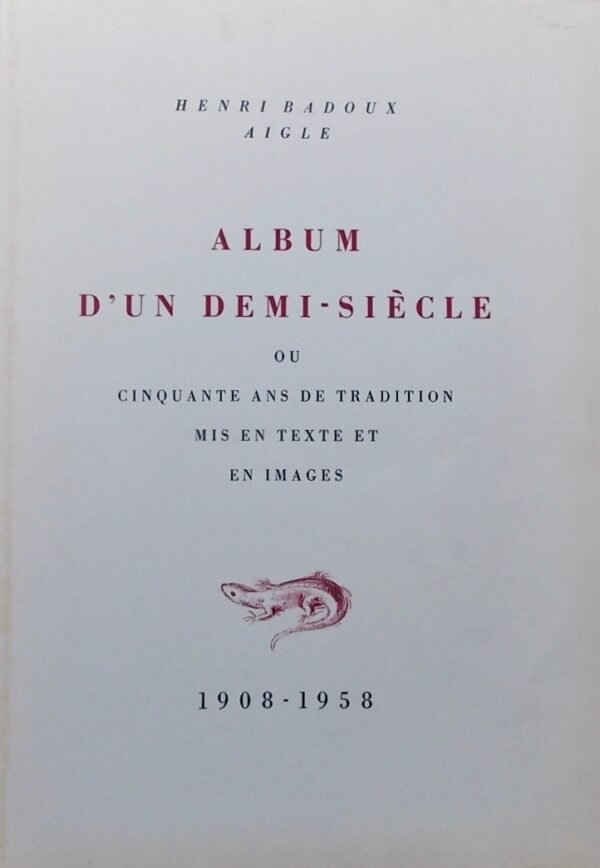 HENRI BADOUX
AIGLE
ALBUM
D'UN DEMI-SIÈCLE
OU
CINQUANTE ANS DE TRADITION
MIS EN TEXTE ET
EN IMAGES
1908-1958